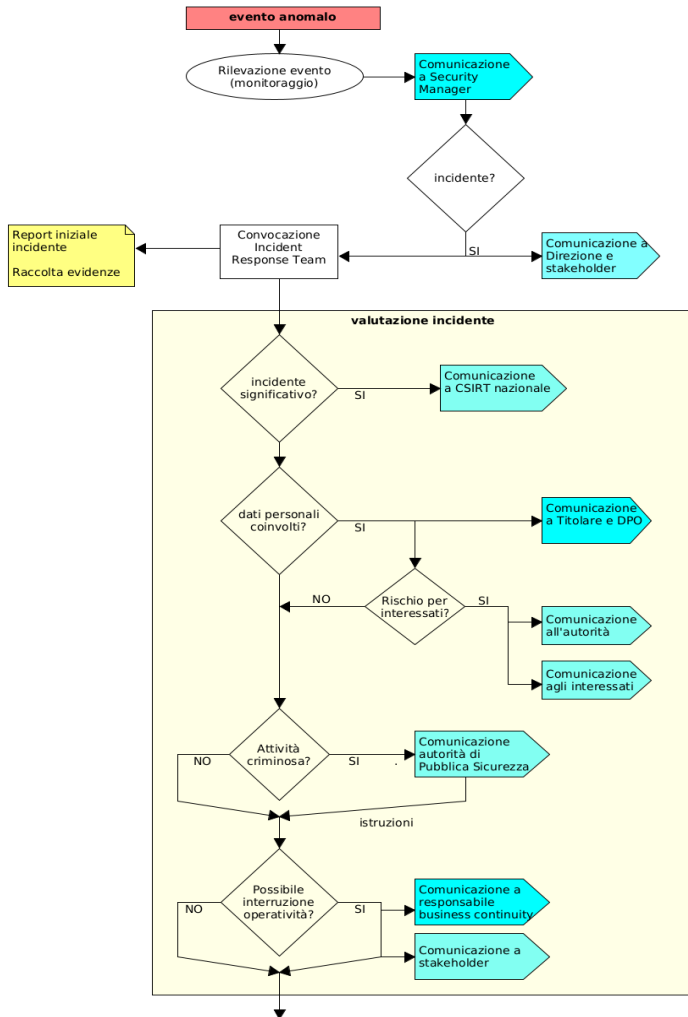 evento anomalo
Rilevazione evento
(monitoraggio)
Comunicazione
a Security
Manager
incidente?
SI
Report iniziale
incidente
Raccolta evidenze
Convocazione
Incident
Response Team
Comunicazione a
Direzione e
stakeholder
valutazione incidente
incidente
significativo?
SI
Comunicazione
a CSIRT nazionale
dati personali
coinvolti?
SI
Comunicazione
a Titolare e DPO
NO
Rischio per
interessati?
SI
Comunicazione
all'autorità
Comunicazione
agli interessati
NO
Attività
criminosa?
SI .
Comunicazione
autorità di
Pubblica Sicurezza
istruzioni
NO
Possibile
interruzione
operatività?
SI
Comunicazione a
responsabile
business continuity
Comunicazione a
stakeholder